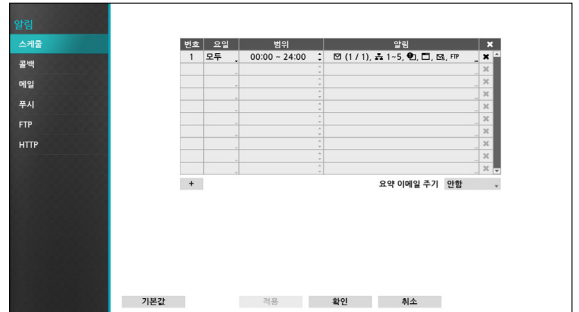 알림
스케줄
콜백
메일
푸시
FTP
HTTP
번호 요일 범위 알림
1 모두 00:00 ~ 24:00 (1 / 1), 1~5, , , , FTP
+ 요약 이메일 주기 안함
기본값 적용 확인 취소